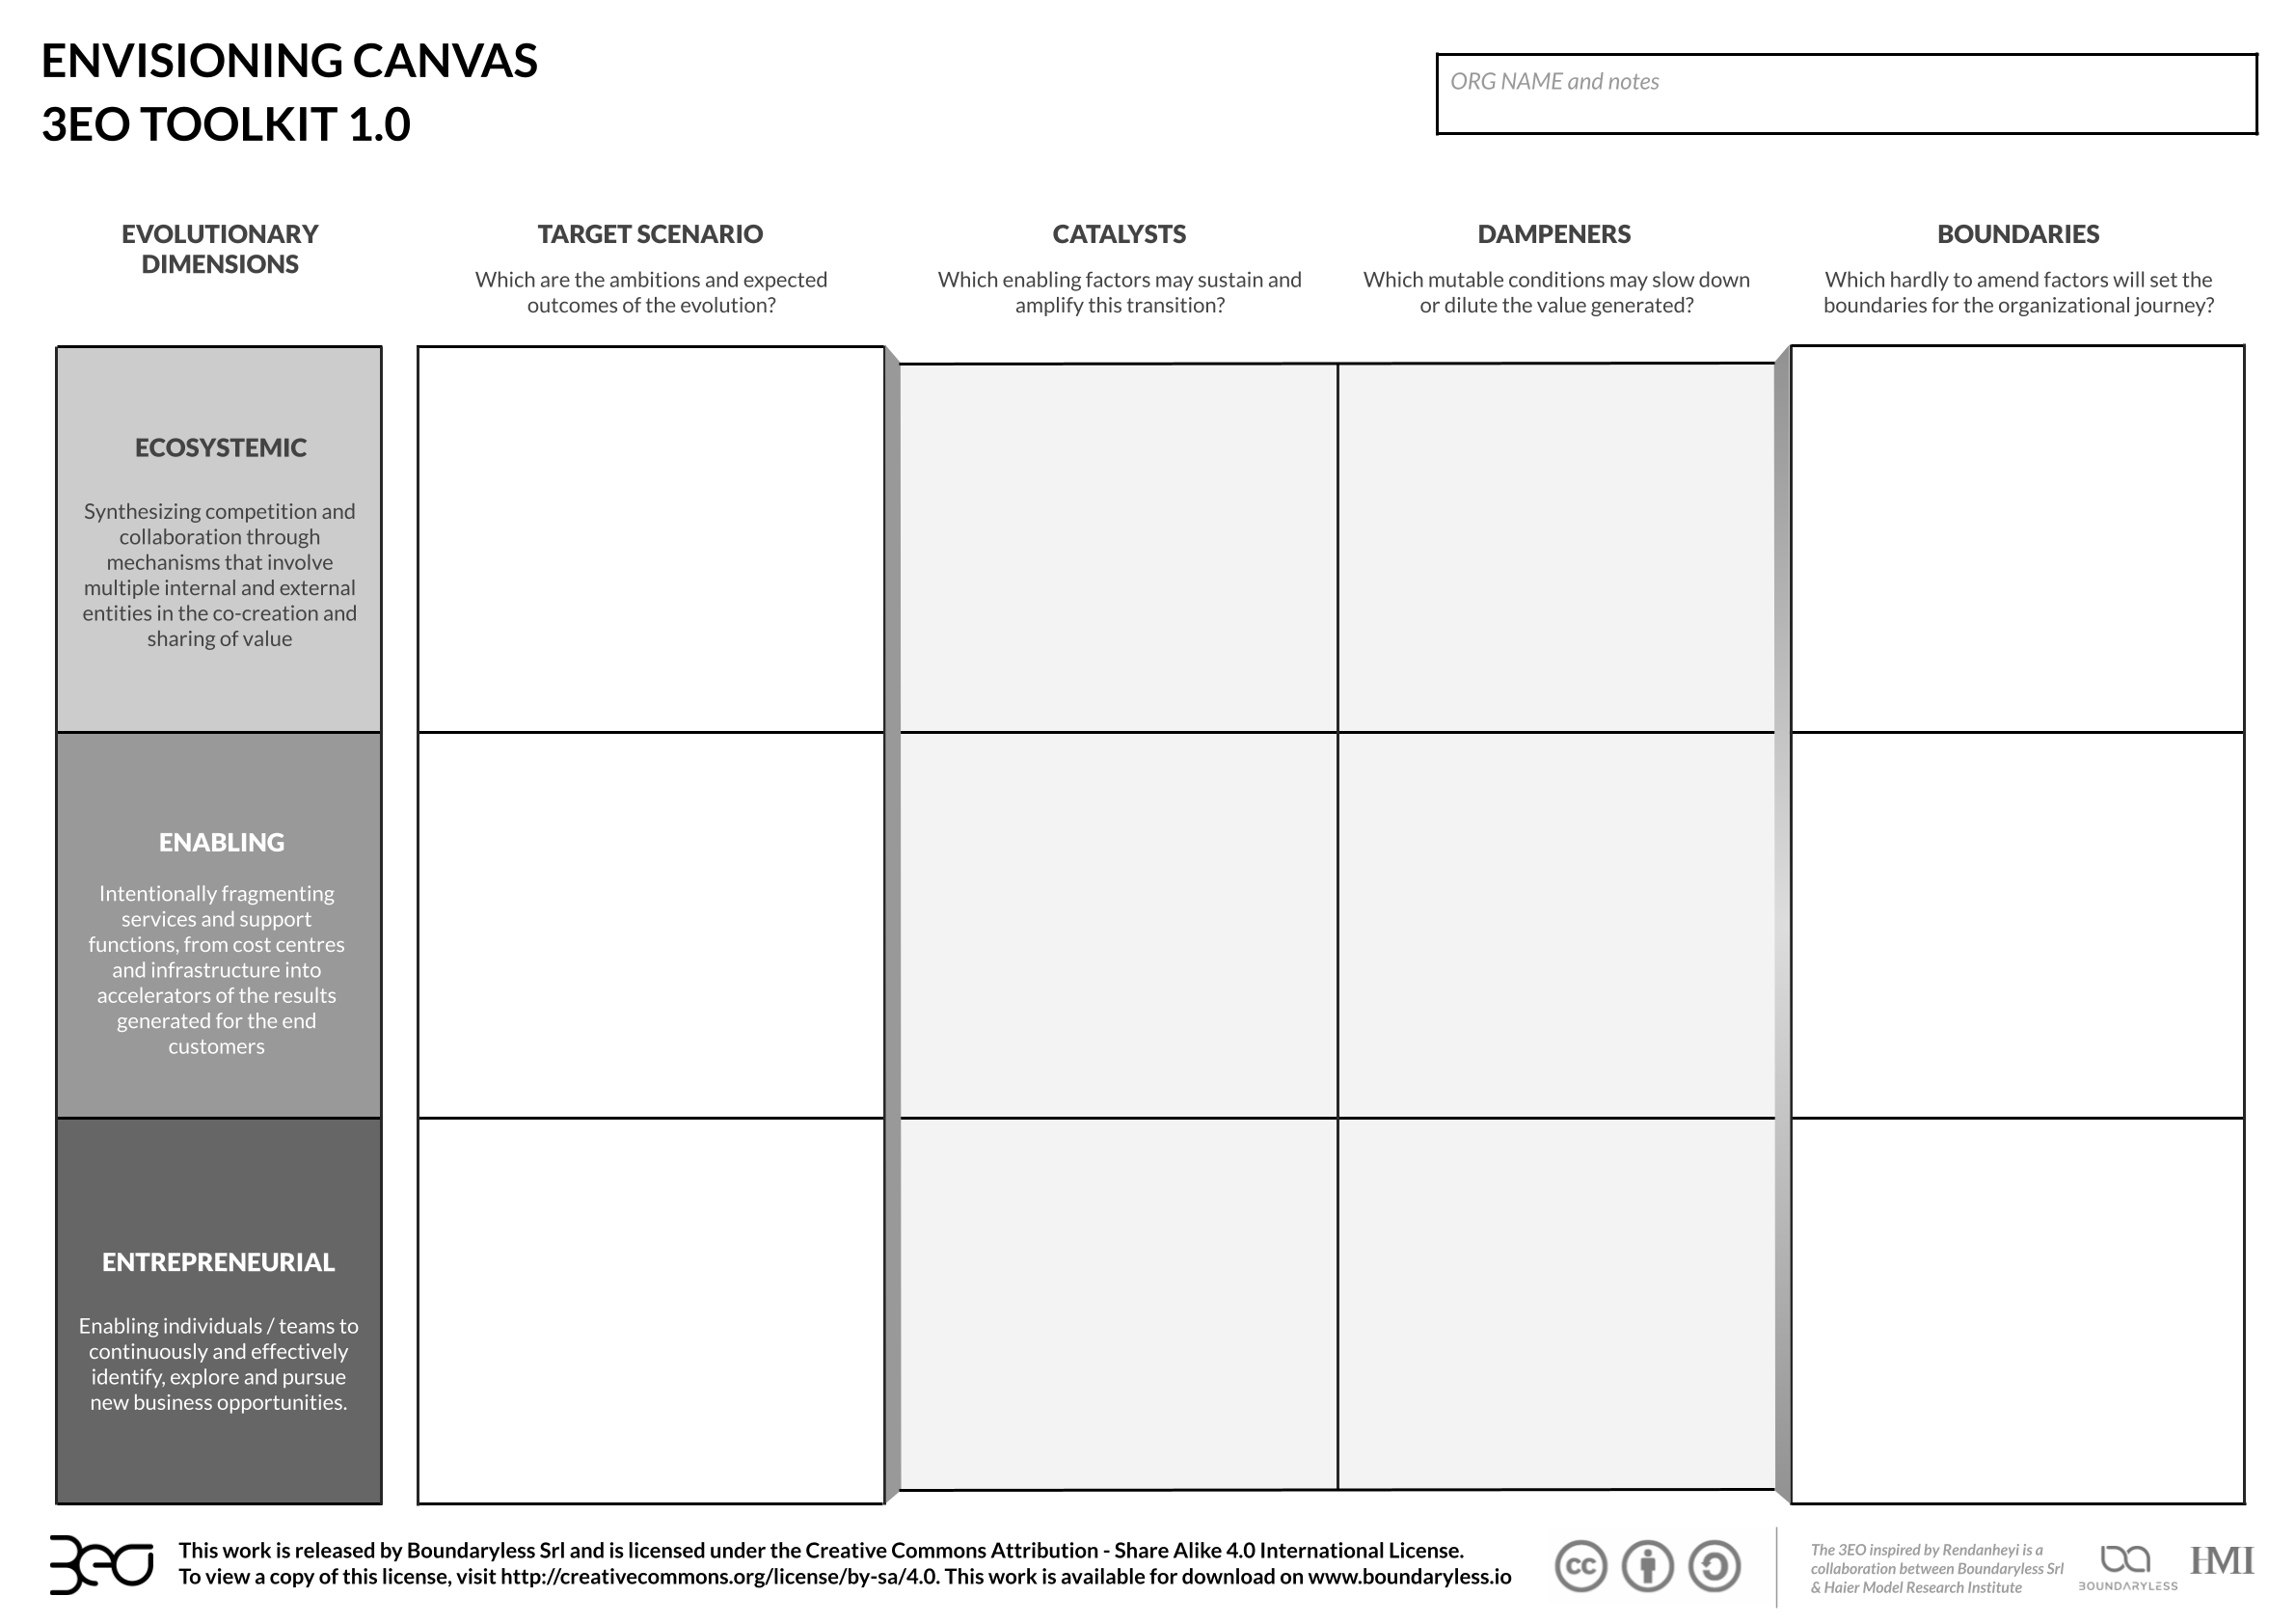 ENVISIONING CANVAS
3EO TOOLKIT 1.0
ORG NAME and notes
EVOLUTIONARY
DIMENSIONS
TARGET SCENARIO
Which are the ambitions and expected
outcomes of the evolution?
CATALYSTS
Which enabling factors may sustain and
amplify this transition?
DAMPENERS
Which mutable conditions may slow down
or dilute the value generated?
BOUNDARIES
Which hardly to amend factors will set the
boundaries for the organizational journey?
ECOSYSTEMIC
Synthesizing competition and
collaboration through
mechanisms that involve
multiple internal and external
entities in the co-creation and
sharing of value
ENABLING
Intentionally fragmenting
services and support
functions, from cost centres
and infrastructure into
accelerators of the results
generated for the end
customers
ENTREPRENEURIAL
Enabling individuals / teams to
continuously and effectively
identify, explore and pursue
new business opportunities.
3eo
This work is released by Boundaryless Srl and is licensed under the Creative Commons Attribution - Share Alike 4.0 International License.
To view a copy of this license, visit http://creativecommons.org/license/by-sa/4.0. This work is available for download on www.boundaryless.io
cc
The 3EO inspired by Rendanheyi is a
collaboration between Boundaryless Srl
& Haier Model Research Institute
BOUNDARYLESS
HMI